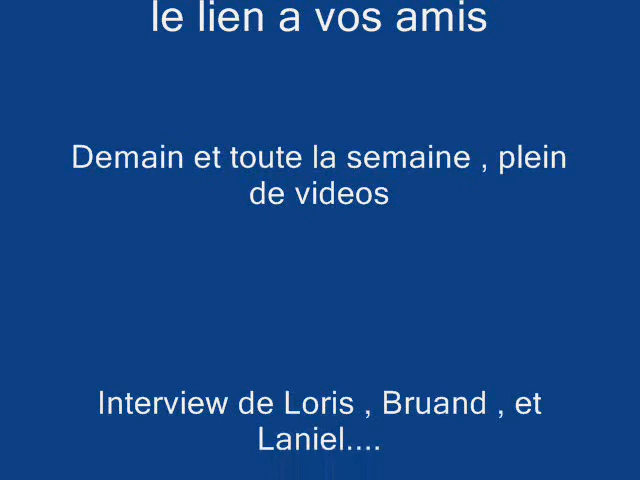 le lien a vos amis
Demain et toute la semaine , plein
de videos
Interview de Loris , Bruand , et
Laniel....